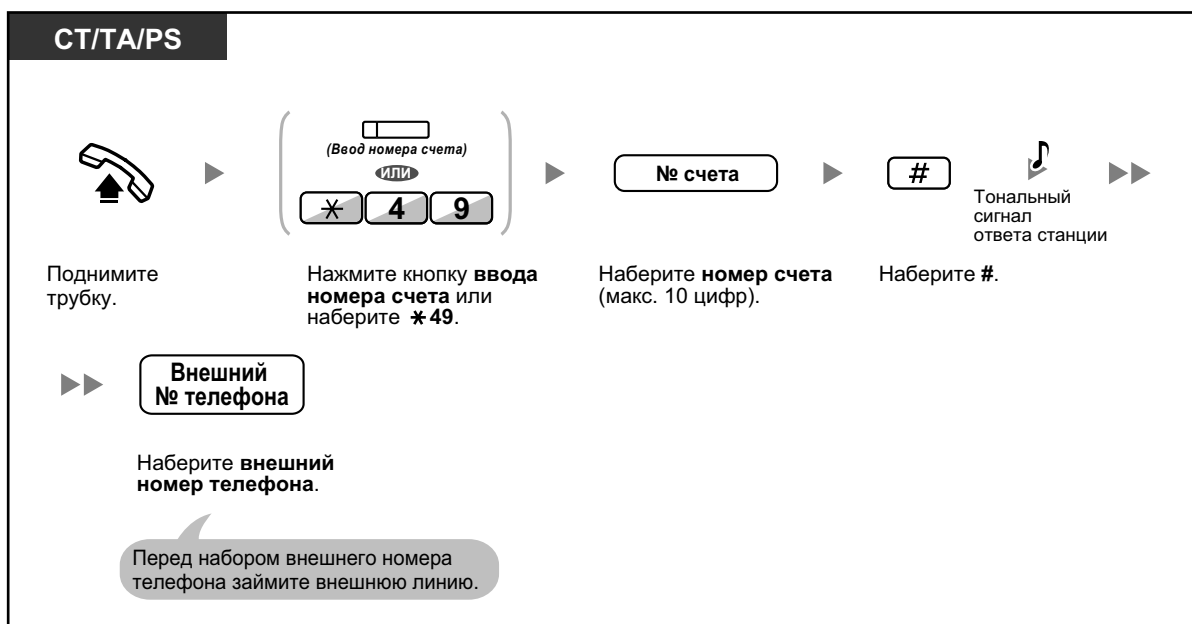 CT/TA/PS
(Ввод номера счета)
ИЛИ
* 4 9
№ счета
#
Тональный
сигнал
ответа станции
Поднимите
трубку.
Нажмите кнопку ввода
номера счета или
наберите *49.
Наберите номер счета
(макс. 10 цифр).
Наберите #.
Внешний
№ телефона
Наберите внешний
номер телефона.
Перед набором внешнего номера
телефона займите внешнюю линию.